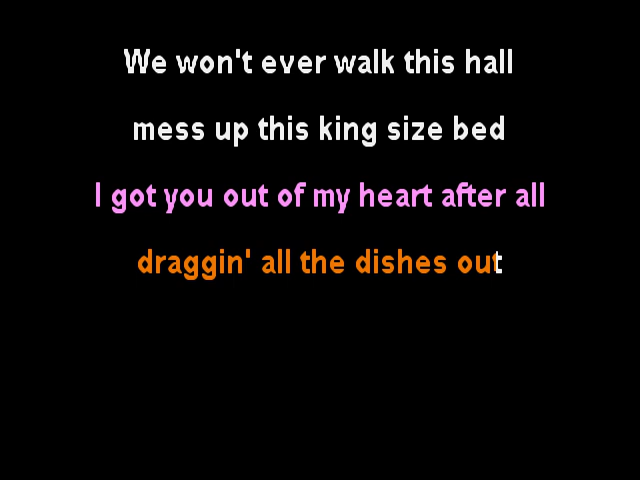 We won't ever walk this hall
mess up this king size bed
I got you out of my heart after all
draggin' all the dishes out